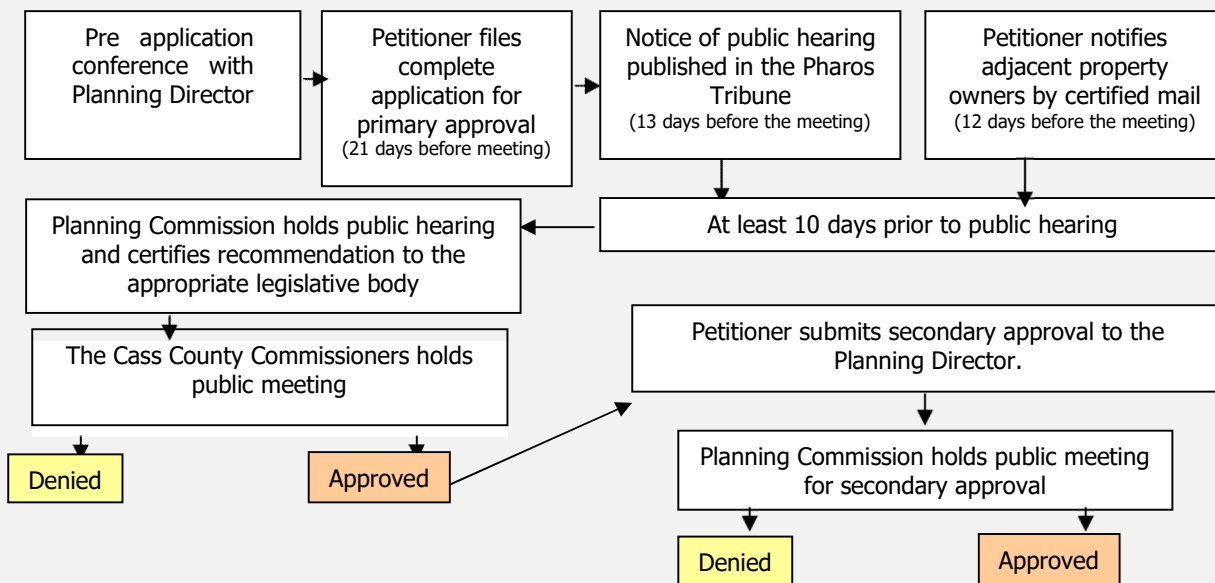 Pre application
conference with
Planning Director
Petitioner files
complete
application for
primary approval
(21 days before meeting)
Notice of public hearing
published in the Pharos
Tribune
(13 days before the meeting)
Petitioner notifies
adjacent property
owners by certified mail
(12 days before the meeting)
At least 10 days prior to public hearing
Planning Commission holds public hearing
and certifies recommendation to the
appropriate legislative body
The Cass County Commissioners holds
public meeting
Denied
Approved
Petitioner submits secondary approval to the
Planning Director.
Planning Commission holds public meeting
for secondary approval
Denied
Approved